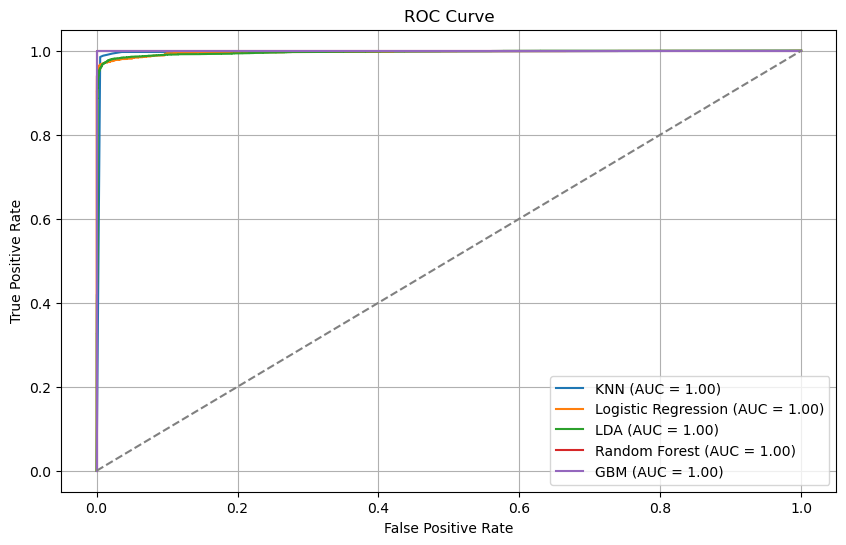 ROC Curve
1.0
0.8
0.6
0.4
0.2
0.0
True Positive Rate
KNN (AUC = 1.00)
Logistic Regression (AUC = 1.00)
LDA (AUC = 1.00)
Random Forest (AUC = 1.00)
GBM (AUC = 1.00)
0.0 0.2 0.4 0.6 0.8 1.0
False Positive Rate